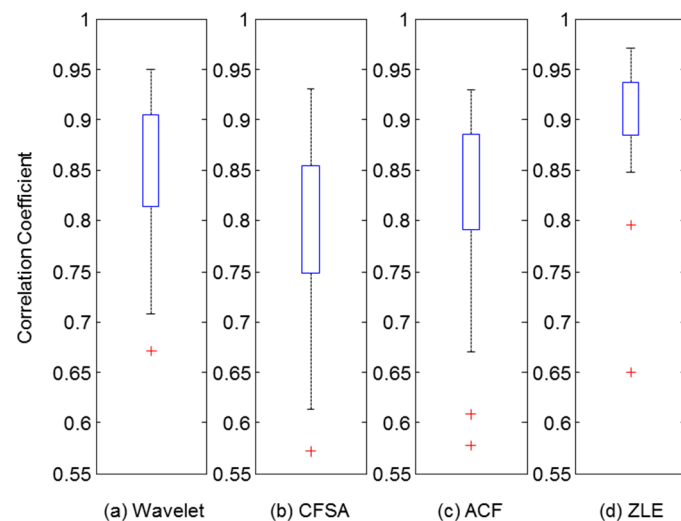 Correlation Coefficient
1 1 1 1
0.95 0.95 0.95 0.95
0.9 0.9 0.9 0.9
0.85 0.85 0.85 0.85
0.8 0.8 0.8 0.8
0.75 0.75 0.75 0.75
0.7 0.7 0.7 0.7
0.65 0.65 0.65 0.65
0.6 0.6 0.6 0.6
0.55 0.55 0.55 0.55
(a) Wavelet (b) CFSA (c) ACF (d) ZLE